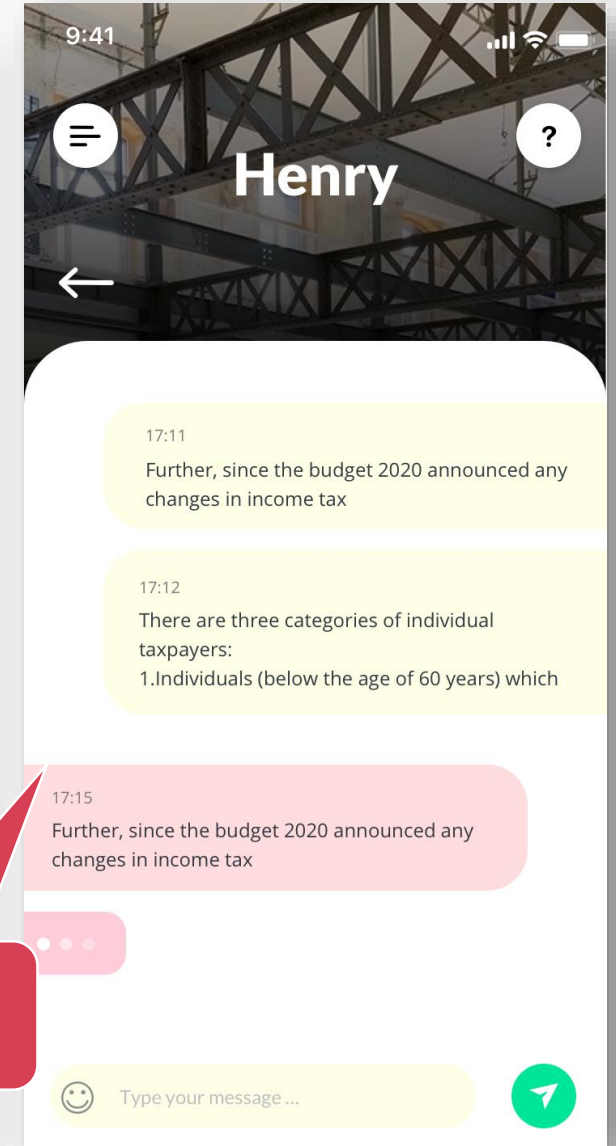 9:41
?
Henry
17:11
Further, since the budget 2020 announced any
changes in income tax
17:12
There are three categories of individual
taxpayers:
1.Individuals (below the age of 60 years) which
17:15
Further, since the budget 2020 announced any
changes in income tax
Type your message ...